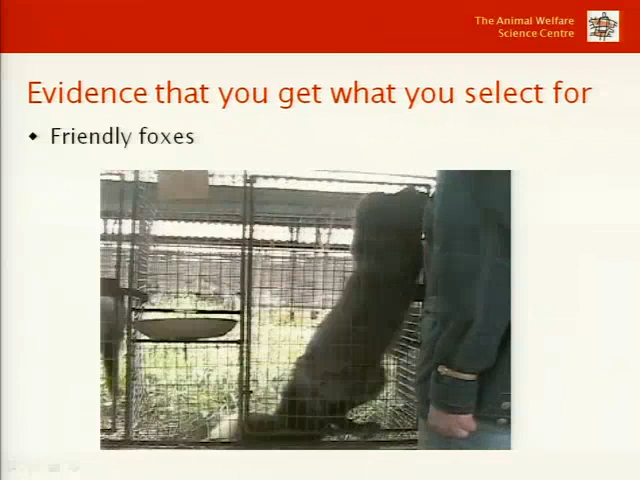 The Animal Welfare
Science Centre
Evidence that you get what you select for
• Friendly foxes